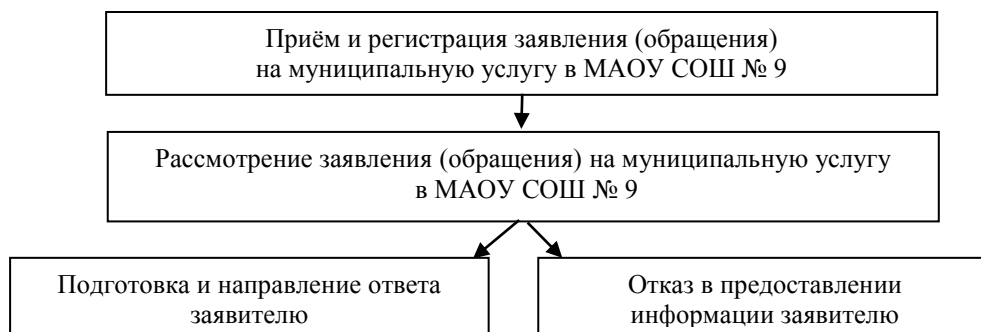 Приём и регистрация заявления (обращения)
на муниципальную услугу в МАОУ СОШ № 9
Рассмотрение заявления (обращения) на муниципальную услугу
в МАОУ СОШ № 9
Подготовка и направление ответа
заявителю
Отказ в предоставлении
информации заявителю